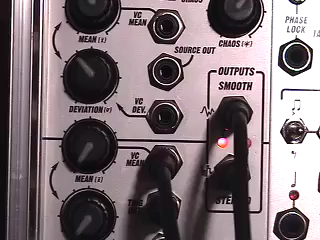 CHAOS
VC
MEAN
MEAN [x̄]
CHAOS [*]
PHASE
LOCK
SOURCE OUT
OUTPUTS
SMOOTH
DEVIATION [σ]
VC
DEV.
VC
MEAN
MEAN [x̄]